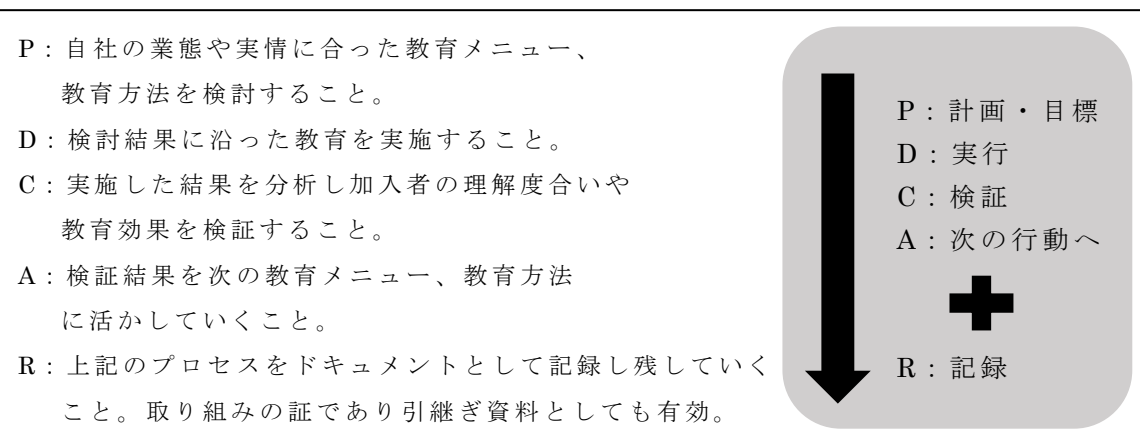 P：自社の業態や実情に合った教育メニュー、
教育方法を検討すること。
D：検討結果に沿った教育を実施すること。
C：実施した結果を分析し加入者の理解度合いや
教育効果を検証すること。
A：検証結果を次の教育メニュー、教育方法
に活かしていくこと。
R：上記のプロセスをドキュメントとして記録し残していく
こと。取り組みの証であり引継ぎ資料としても有効。
P：計画・目標
D：実行
C：検証
A：次の行動へ
R：記録